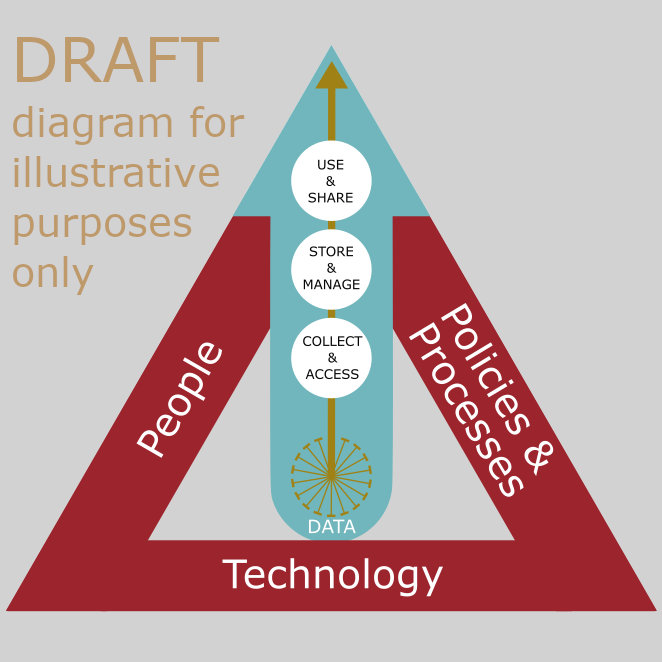 DRAFT
diagram for
illustrative
purposes
only
USE
&
SHARE
STORE
&
MANAGE
COLLECT
&
ACCESS
DATA
People
Policies &
Processes
Technology